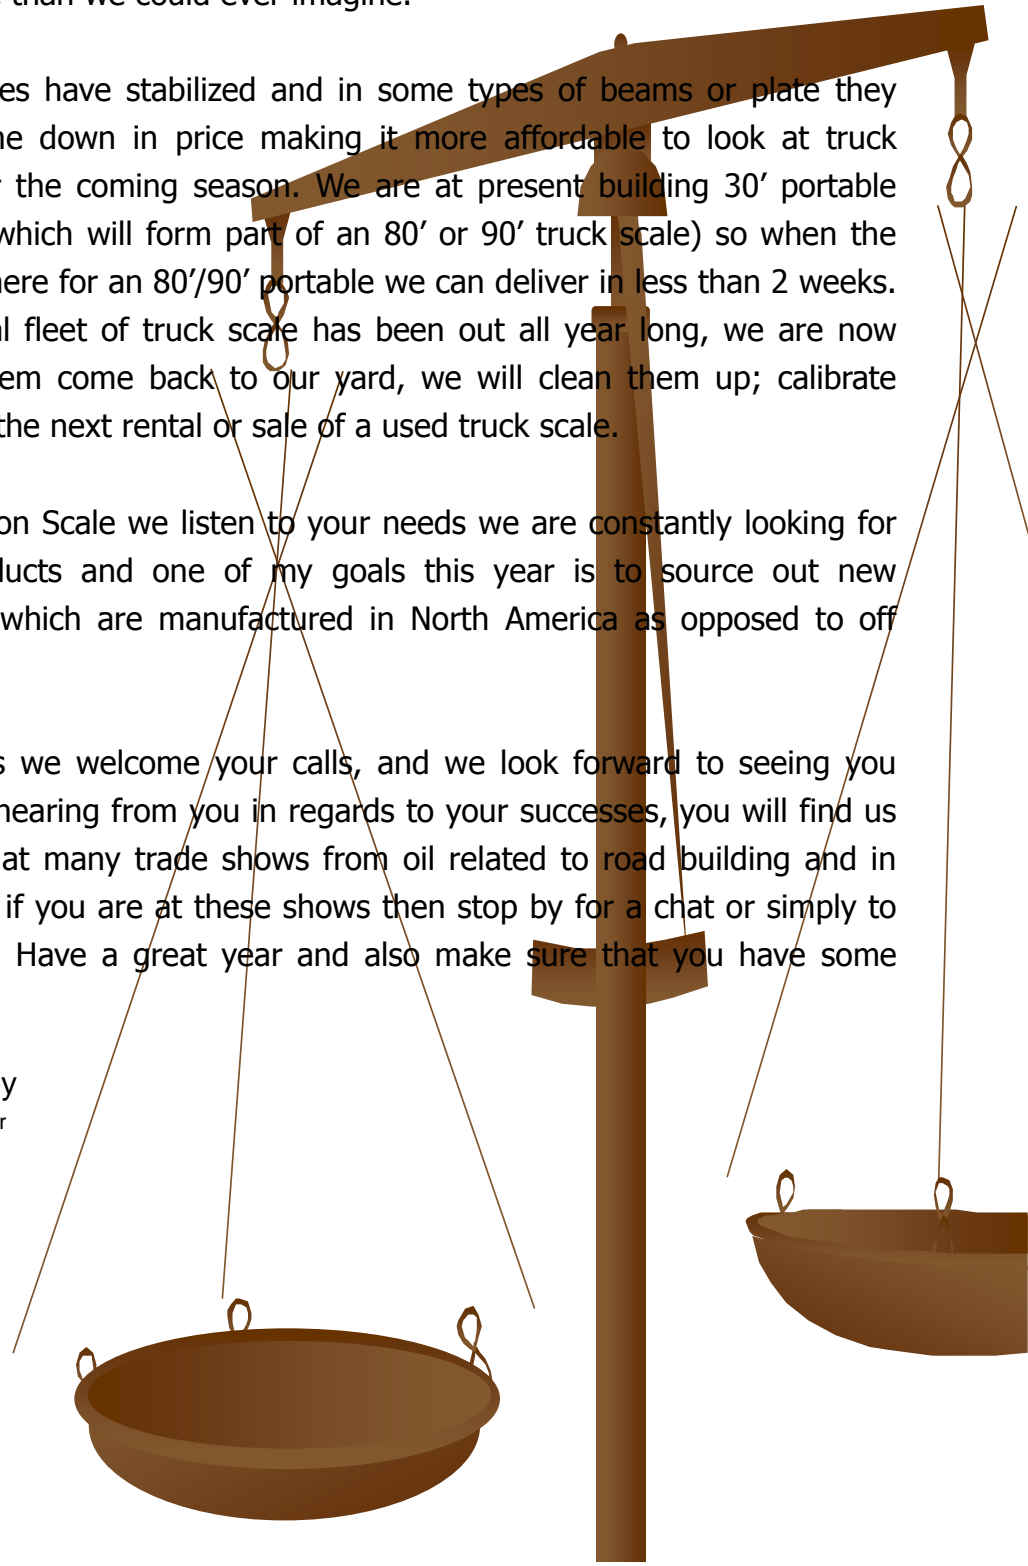 than we could ever imagine.
es have stabilized and in some types of beams or plate they
ne down in price making it more affordable to look at truck
the coming season. We are at present building 30’ portable
which will form part of an 80’ or 90’ truck scale) so when the
here for an 80’/90’ portable we can deliver in less than 2 weeks.
al fleet of truck scale has been out all year long, we are now
em come back to our yard, we will clean them up; calibrate
the next rental or sale of a used truck scale.
on Scale we listen to your needs we are constantly looking for
ducts and one of my goals this year is to source out new
which are manufactured in North America as opposed to off
s we welcome your calls, and we look forward to seeing you
hearing from you in regards to your successes, you will find us
at many trade shows from oil related to road building and in
if you are at these shows then stop by for a chat or simply to
Have a great year and also make sure that you have some
y
r